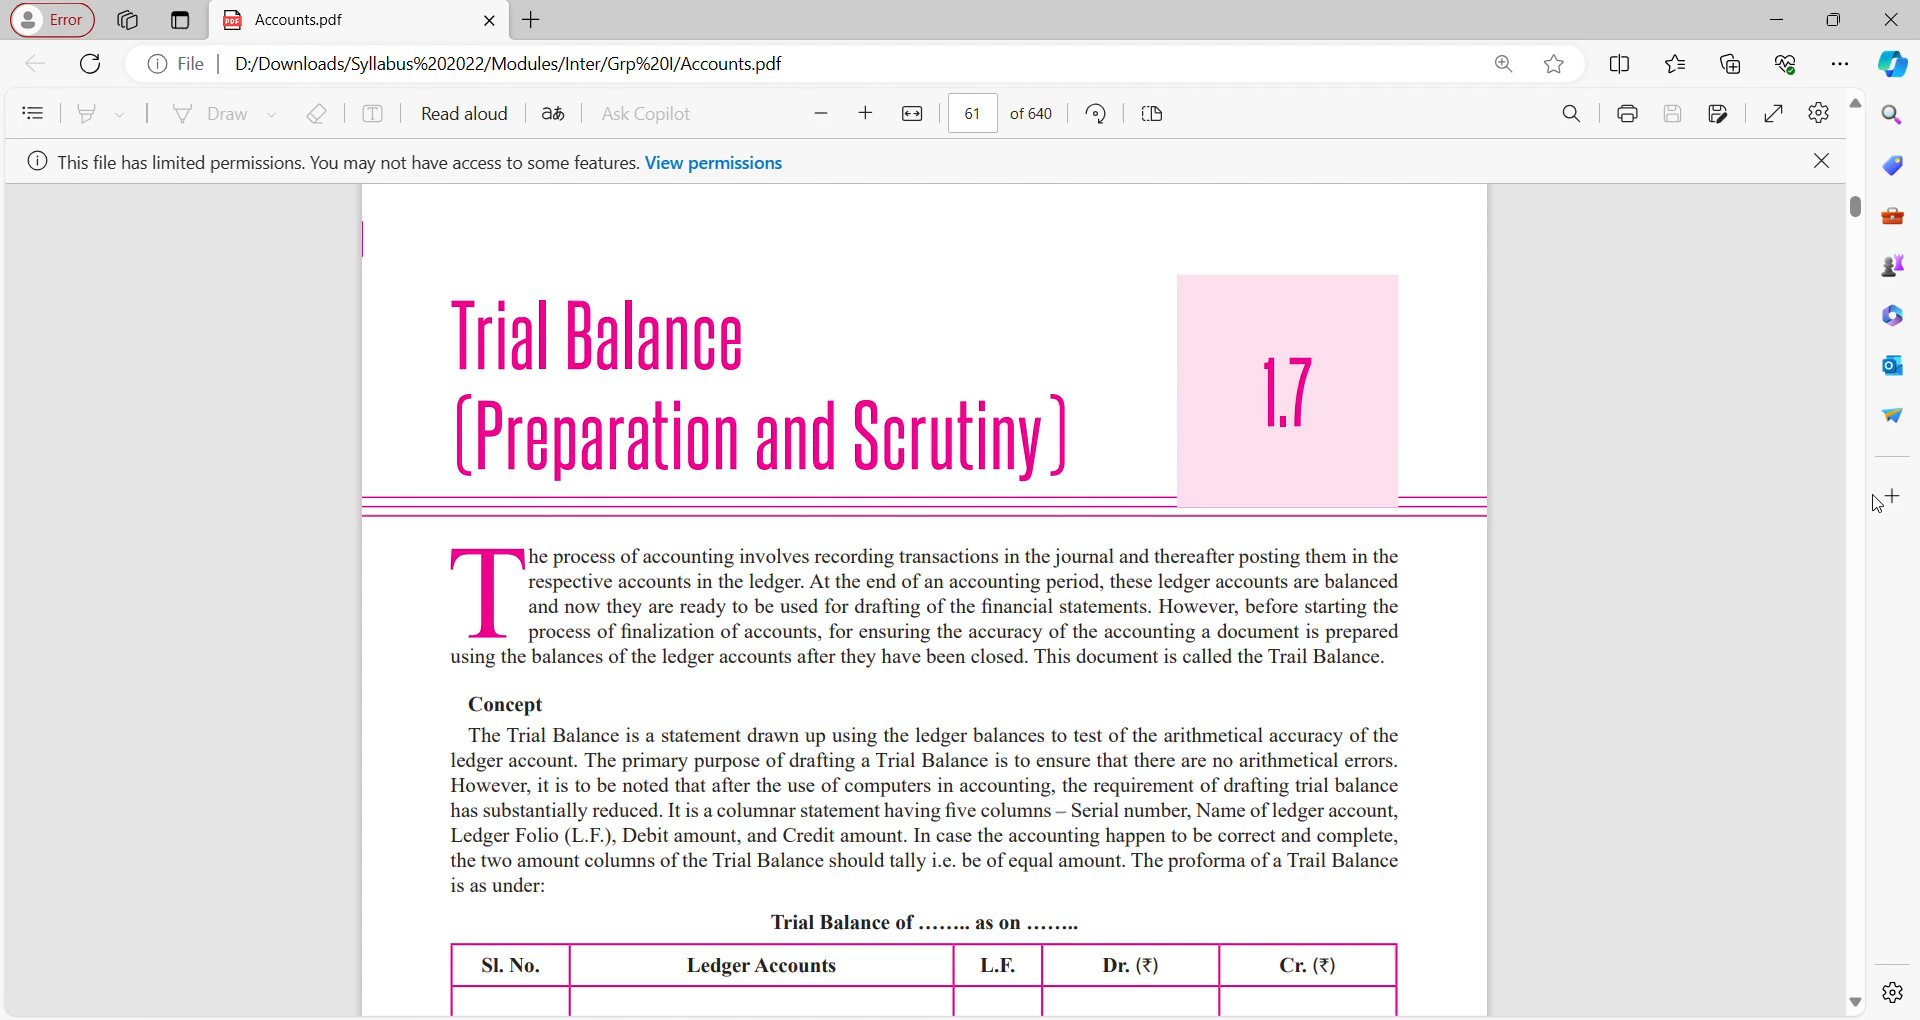 Error
Accounts.pdf
File
D:/Downloads/Syllabus%202022/Modules/Inter/Grp%20I/Accounts.pdf
Draw
Read aloud
aあ
Ask Copilot
61 of 640
This file has limited permissions. You may not have access to some features. View permissions
Trial Balance
(Preparation and Scrutiny)
1.7
The process of accounting involves recording transactions in the journal and thereafter posting them in the
respective accounts in the ledger. At the end of an accounting period, these ledger accounts are balanced
and now they are ready to be used for drafting of the financial statements. However, before starting the
process of finalization of accounts, for ensuring the accuracy of the accounting a document is prepared
using the balances of the ledger accounts after they have been closed. This document is called the Trail Balance.
Concept
The Trial Balance is a statement drawn up using the ledger balances to test of the arithmetical accuracy of the
ledger account. The primary purpose of drafting a Trial Balance is to ensure that there are no arithmetical errors.
However, it is to be noted that after the use of computers in accounting, the requirement of drafting trial balance
has substantially reduced. It is a columnar statement having five columns – Serial number, Name of ledger account,
Ledger Folio (L.F.), Debit amount, and Credit amount. In case the accounting happen to be correct and complete,
the two amount columns of the Trial Balance should tally i.e. be of equal amount. The proforma of a Trail Balance
is as under:
Trial Balance of …….. as on ……..
Sl. No. Ledger Accounts L.F. Dr. (₹) Cr. (₹)